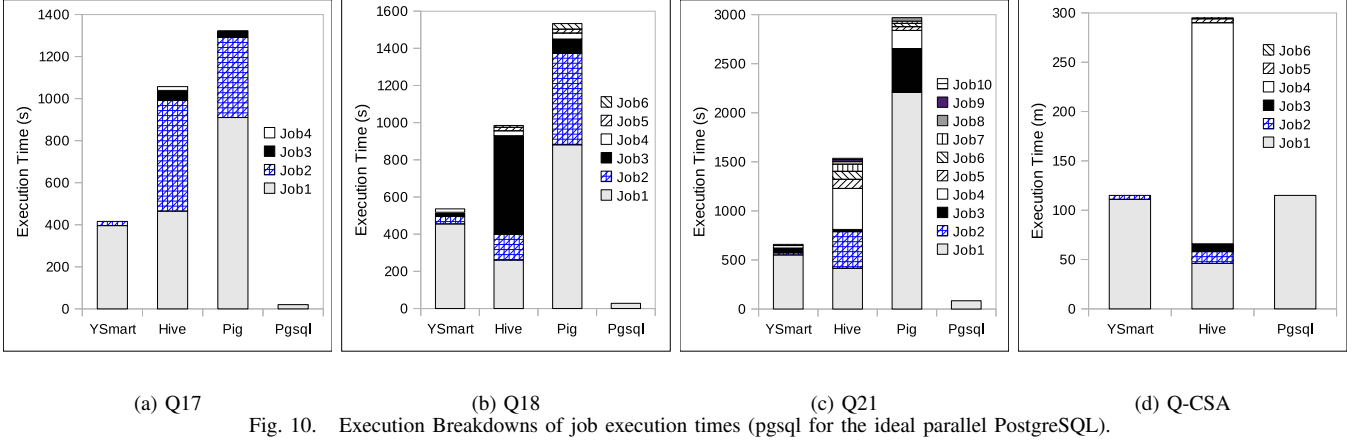 Execution Time (s)
1400
1200
1000
800
600
400
200
0
YSmart Hive Pig Pgsql
Job4
Job3
Job2
Job1
Execution Time (s)
1600
1400
1200
1000
800
600
400
200
0
YSmart Hive Pig Pgsql
Job6
Job5
Job4
Job3
Job2
Job1
Execution Time (s)
3000
2500
2000
1500
1000
500
0
YSmart Hive Pig Pgsql
Job10
Job9
Job8
Job7
Job6
Job5
Job4
Job3
Job2
Job1
Execution Time (m)
300
250
200
150
100
50
0
YSmart Hive Pgsql
Job6
Job5
Job4
Job3
Job2
Job1
(a) Q17 (b) Q18 (c) Q21 (d) Q-CSA
Fig. 10. Execution Breakdowns of job execution times (pgsql for the ideal parallel PostgreSQL).